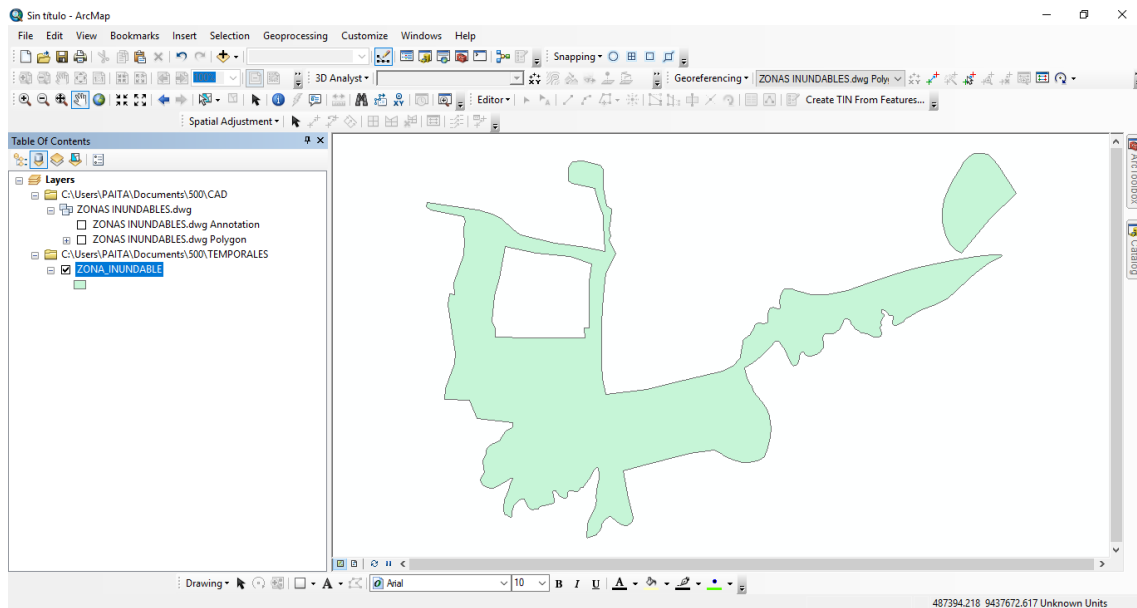 Sin título - ArcMap
File Edit View Bookmarks Insert Selection Geoprocessing Customize Windows Help
Snapping
3D Analyst Georeferencing ZONAS INUNDABLES.dwg Poly
Editor Create TIN From Features...
Spatial Adjustment
Table Of Contents
Layers
C:\Users\PAITA\Documents\500\CAD
ZONAS INUNDABLES.dwg
ZONAS INUNDABLES.dwg Annotation
ZONAS INUNDABLES.dwg Polygon
C:\Users\PAITA\Documents\500\TEMPORALES
ZONA_INUNDABLE
ArcToolbox
Catalog
Drawing A Arial 10 B I U A
487394.218 9437672.617 Unknown Units